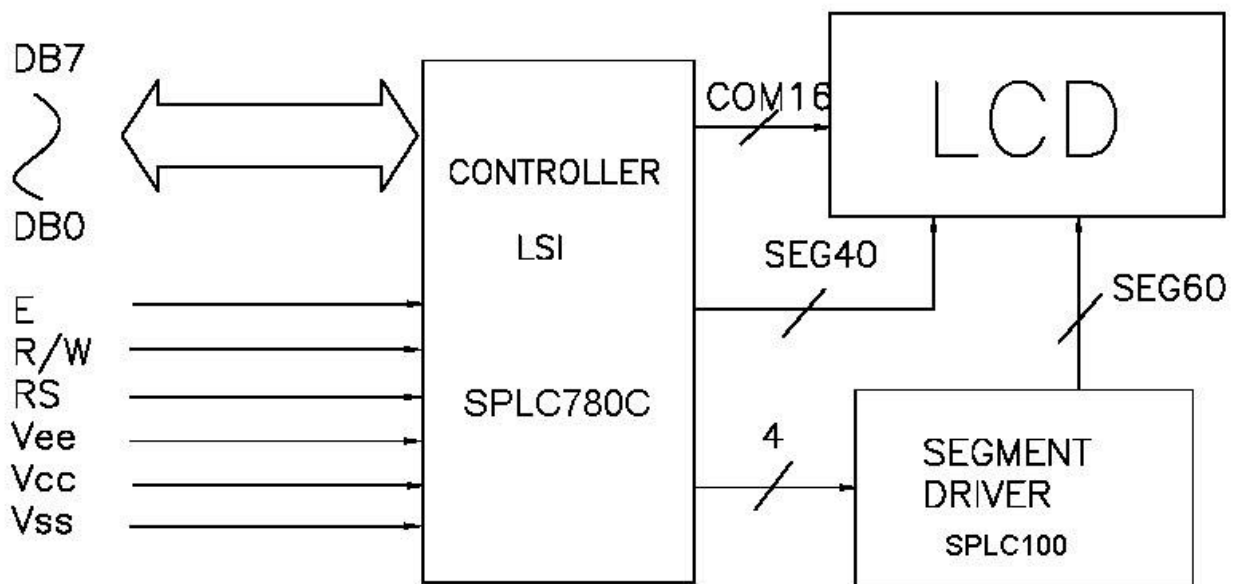 DB7
DB0
E
R/W
RS
Vee
Vcc
Vss
CONTROLLER
LSI
SPLC780C
COM16
SEG40
4
LCD
SEG60
SEGMENT
DRIVER
SPLC100